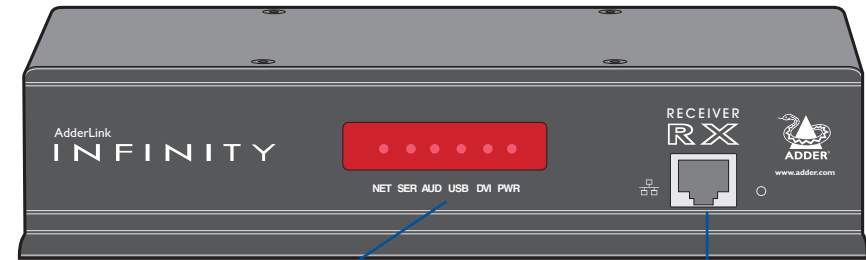 AdderLink
INFINITY
NET SER AUD USB DVI PWR
RECEIVER
RX
ADDER®
www.adder.com